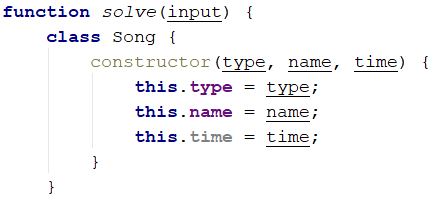 function solve(input) {
class Song {
constructor(type, name, time) {
this.type = type;
this.name = name;
this.time = time;
}
}